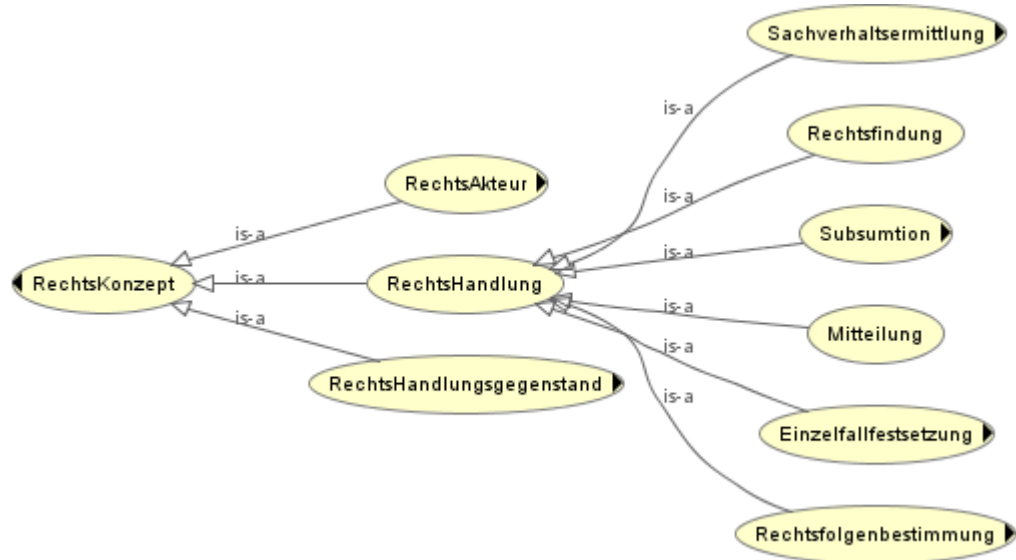 Sachverhaltsermittlung
is-a
Rechtsfindung
RechtsAkteur
is-a
is-a
Subsumtion
is-a
RechtsKonzept
is-a
RechtsHandlung
is-a
is-a
Mitteilung
is-a
RechtsHandlungsgegenstand
is-a
Einzelfallfestsetzung
Rechtsfolgenbestimmung